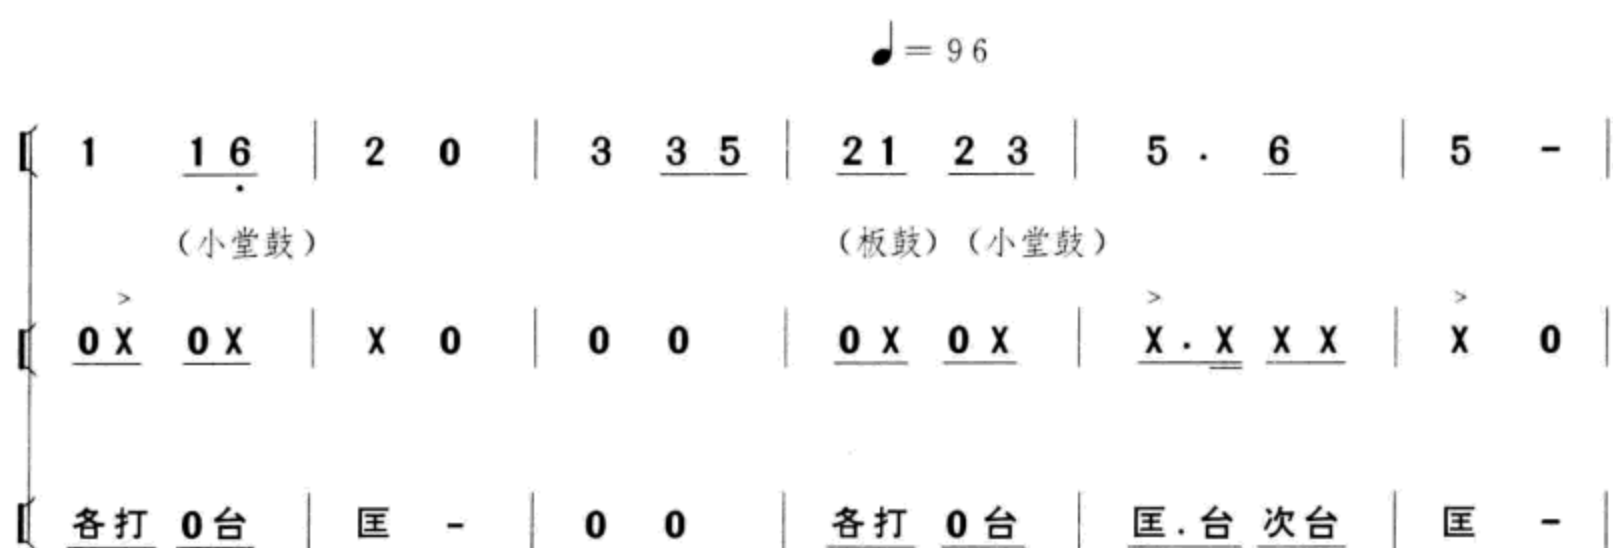 ♩= 96
1 1 6̣ | 2 0 | 3 3 5 | 2 1 2 3 | 5 . 6 | 5 - |
（小堂鼓） （板鼓）（小堂鼓）
0 X 0 X | X 0 | 0 0 | 0 X 0 X | X . X X X | X 0 |
各打 0台 | 匡 - | 0 0 | 各打 0台 | 匡.台 次台 | 匡 - |